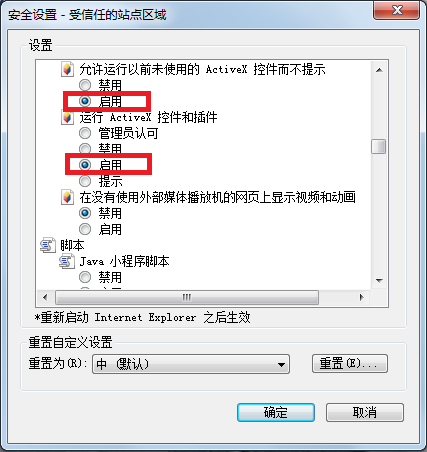 安全设置 - 受信任的站点区域
设置
允许运行以前未使用的 ActiveX 控件而不提示
禁用
启用
运行 ActiveX 控件和插件
管理员认可
禁用
启用
提示
在没有使用外部媒体播放机的网页上显示视频和动画
禁用
启用
脚本
Java 小程序脚本
禁用
*重新启动 Internet Explorer 之后生效
重置自定义设置
重置为(R): 中 (默认) 重置(E)...
确定 取消